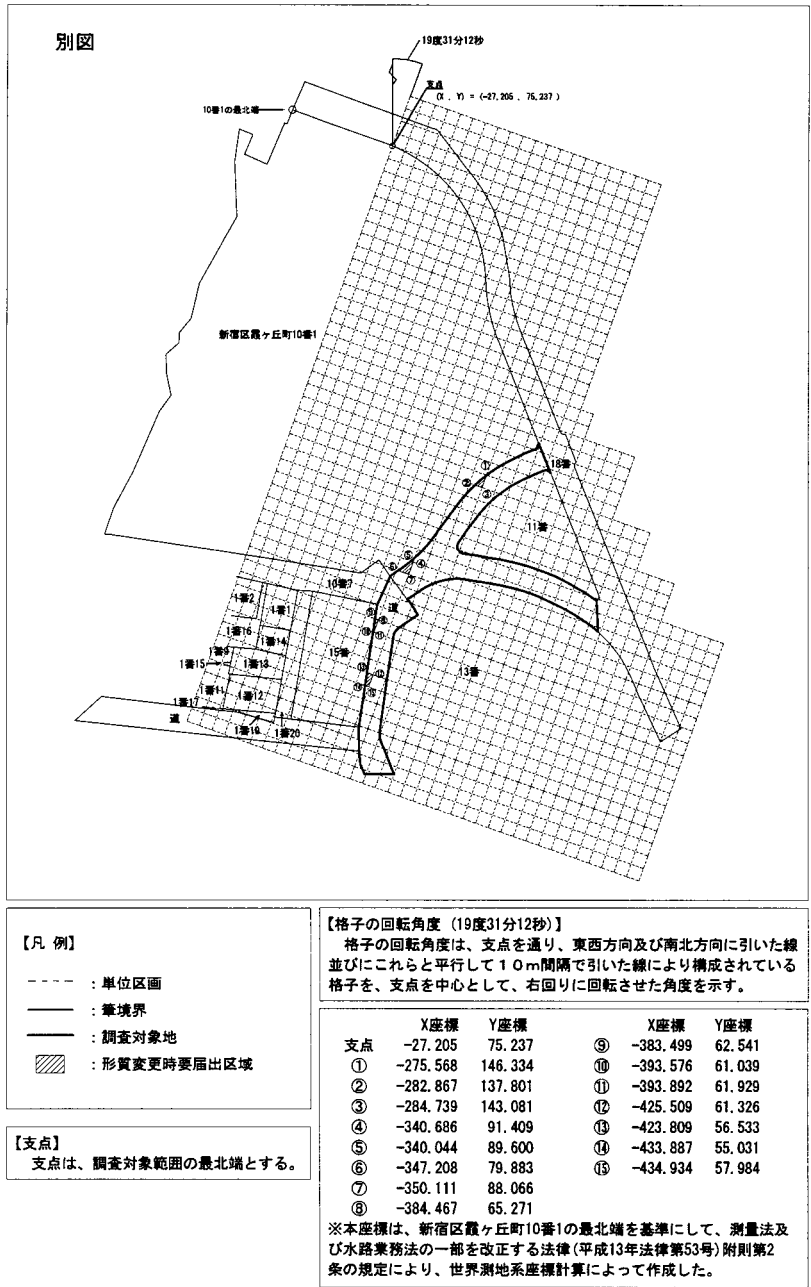 別図
19度31分12秒
支点
(X , Y) = (-27.205 , 75.237 )
10番1の最北端
新宿区霞ヶ丘町10番1
18番
①
②
③
11番
⑤
⑥
④
⑦
10番7
道
1番2
1番1
1番16
1番14
1番9
1番15
1番13
1番11
1番12
1番17
道
1番19
1番20
15番
13番
⑨
⑧
⑩
⑪
⑬
⑫
⑭
⑮
【凡 例】
：単位区画
：筆境界
：調査対象地
：形質変更時要届出区域
【支点】
支点は、調査対象範囲の最北端とする。
【格子の回転角度 (19度31分12秒)】
格子の回転角度は、支点を通り、東西方向及び南北方向に引いた線
並びにこれらと平行して１０ｍ間隔で引いた線により構成されている
格子を、支点を中心として、右回りに回転させた角度を示す。
X座標 Y座標 X座標 Y座標
支点 -27.205 75.237 ⑨ -383.499 62.541
① -275.568 146.334 ⑩ -393.576 61.039
② -282.867 137.801 ⑪ -393.892 61.929
③ -284.739 143.081 ⑫ -425.509 61.326
④ -340.686 91.409 ⑬ -423.809 56.533
⑤ -340.044 89.600 ⑭ -433.887 55.031
⑥ -347.208 79.883 ⑮ -434.934 57.984
⑦ -350.111 88.066
⑧ -384.467 65.271
※本座標は、新宿区霞ヶ丘町10番1の最北端を基準にして、測量法及
び水路業務法の一部を改正する法律(平成13年法律第53号)附則第2
条の規定により、世界測地系座標計算によって作成した。